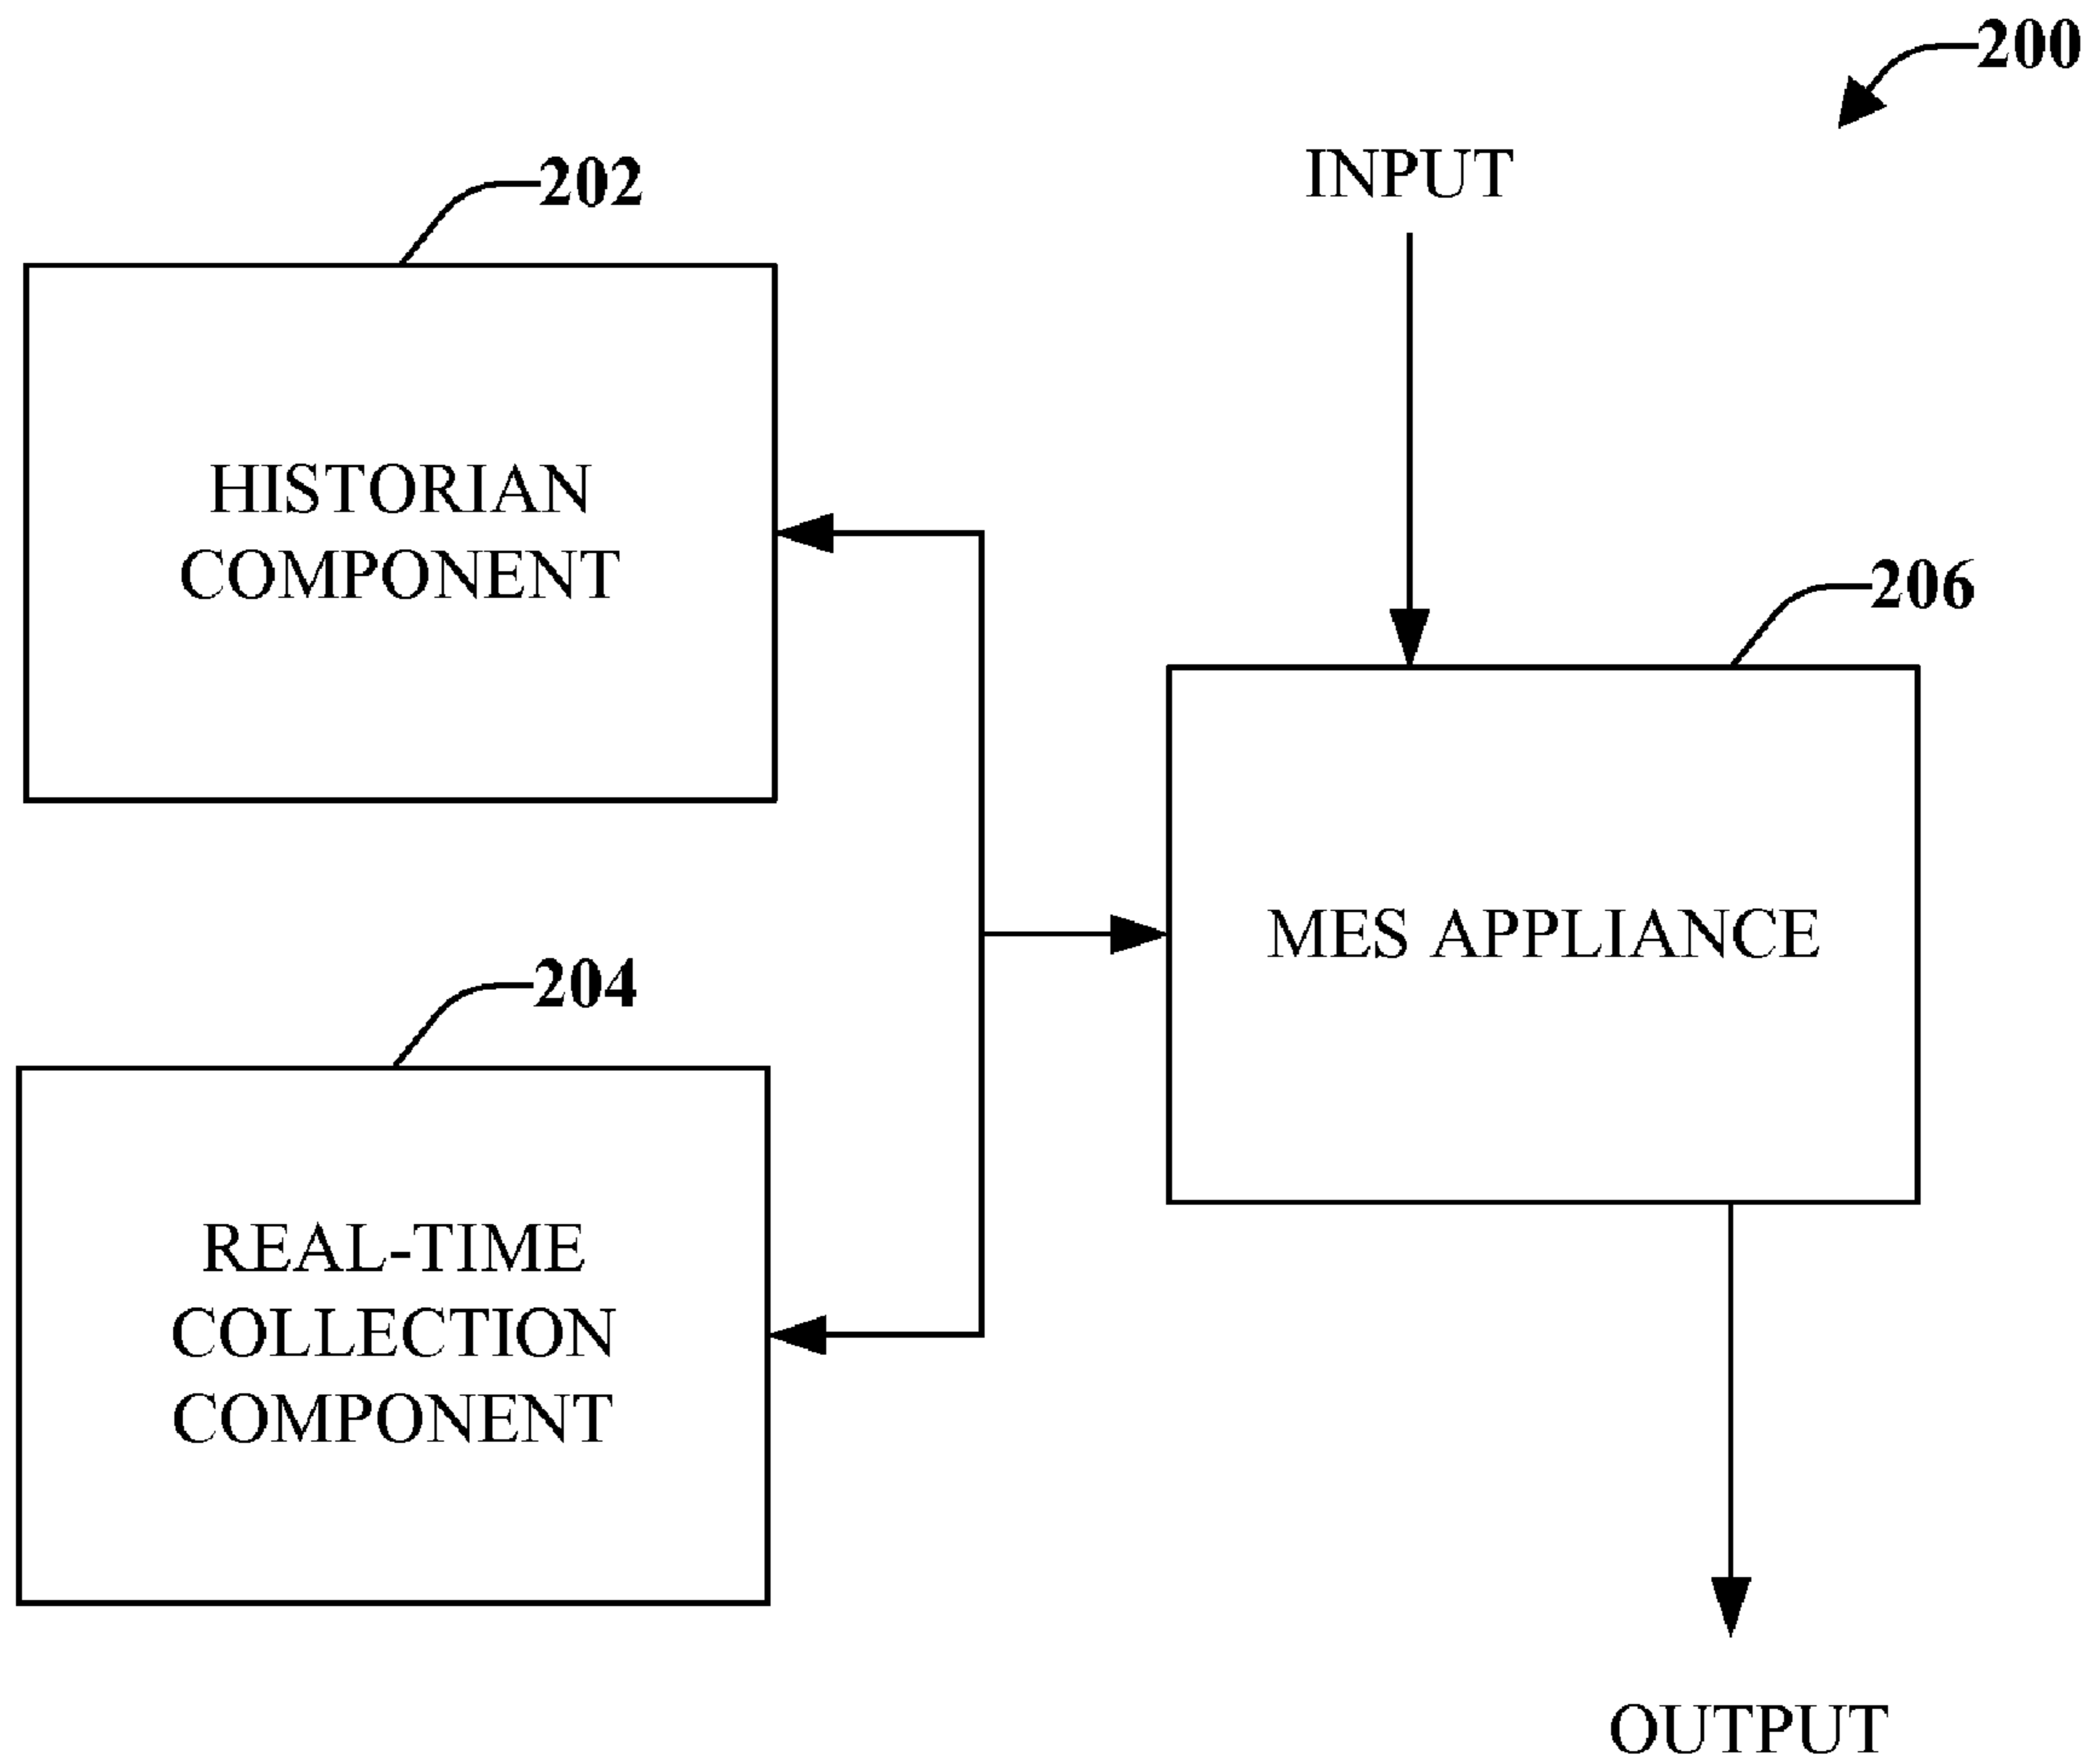 200
202
INPUT
HISTORIAN
COMPONENT
206
MES APPLIANCE
204
REAL-TIME
COLLECTION
COMPONENT
OUTPUT